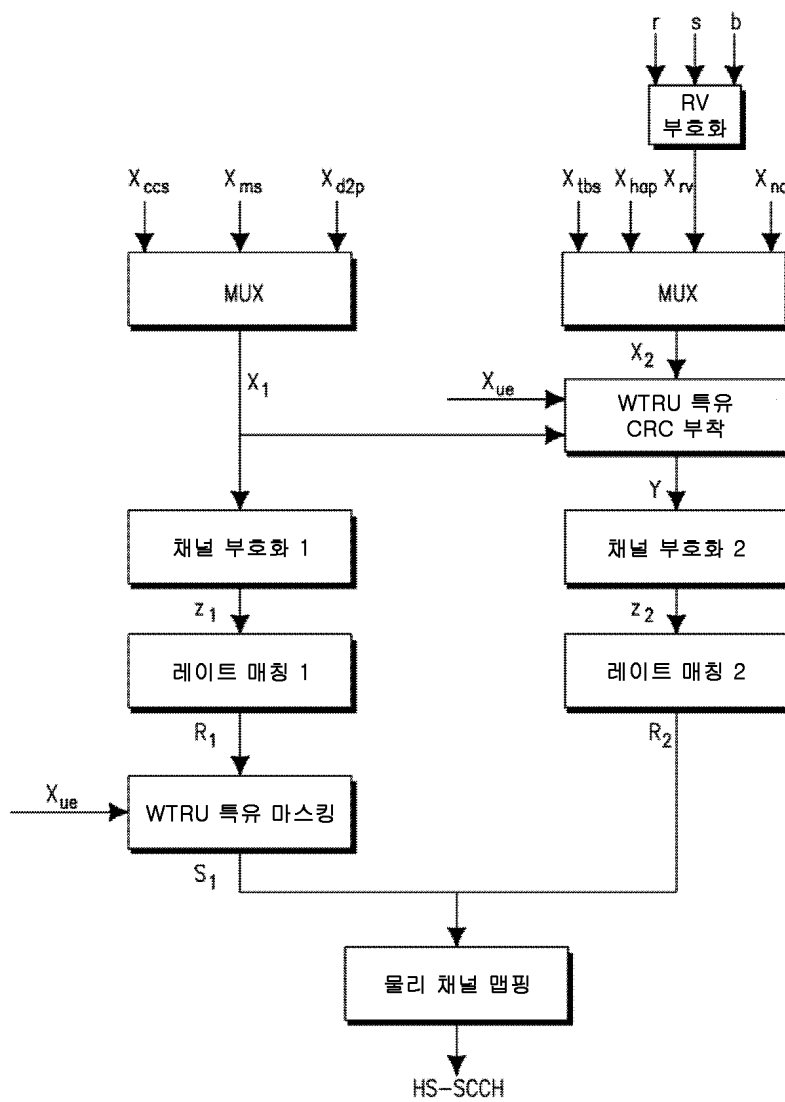 r s b
RV
부호화
X_ccs X_ms X_d2p X_tbs X_hap X_rv
MUX MUX
X_1 X_2
X_ue
WTRU 특유
CRC 부착
Y
채널 부호화 1 채널 부호화 2
z_1 z_2
레이트 매칭 1 레이트 매칭 2
R_1 R_2
X_ue
WTRU 특유 마스킹
S_1
물리 채널 맵핑
HS-SCCH